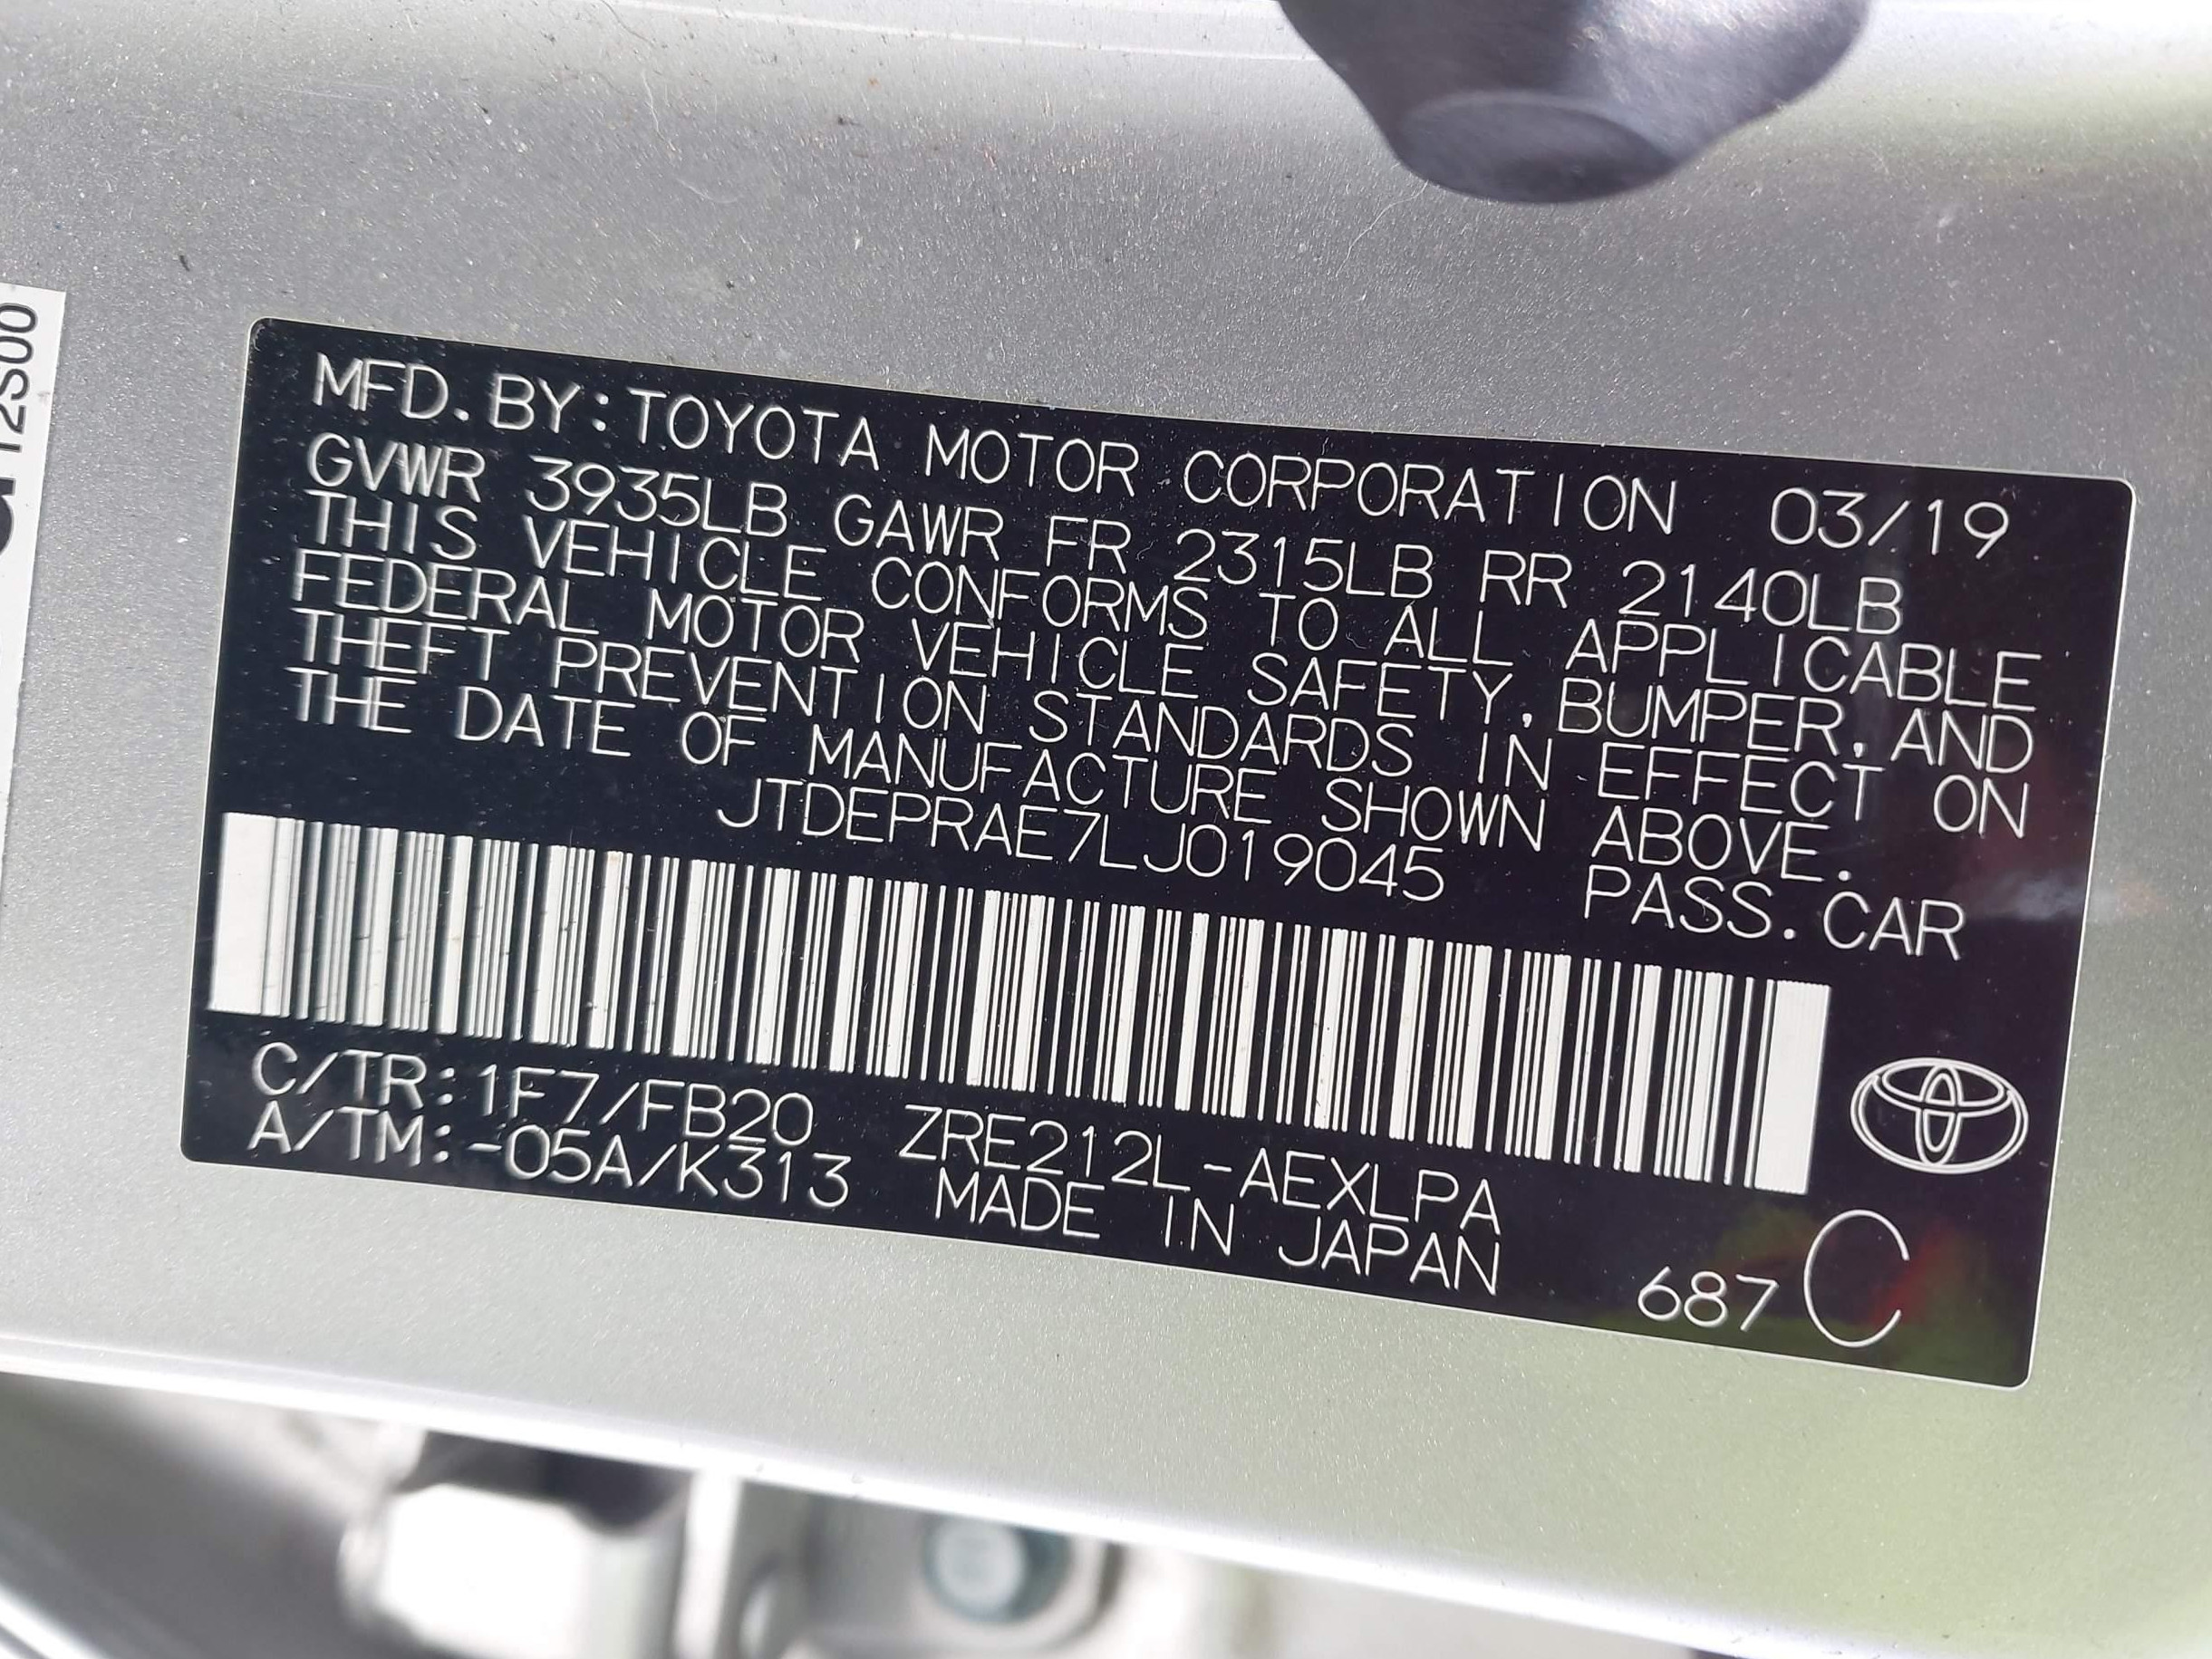 12S00
MFD.BY:TOYOTA MOTOR CORPORATION 03/19
GVWR 3935LB GAWR FR 2315LB RR 2140LB
THIS VEHICLE CONFORMS TO ALL APPLICABLE
FEDERAL MOTOR VEHICLE SAFETY,BUMPER,AND
THEFT PREVENTION STANDARDS IN EFFECT ON
THE DATE OF MANUFACTURE SHOWN ABOVE.
JTDEPRAE7LJ019045 PASS.CAR
C/TR:1F7/FB20 ZRE212L-AEXLPA
A/TM:-05A/K313 MADE IN JAPAN
687 C